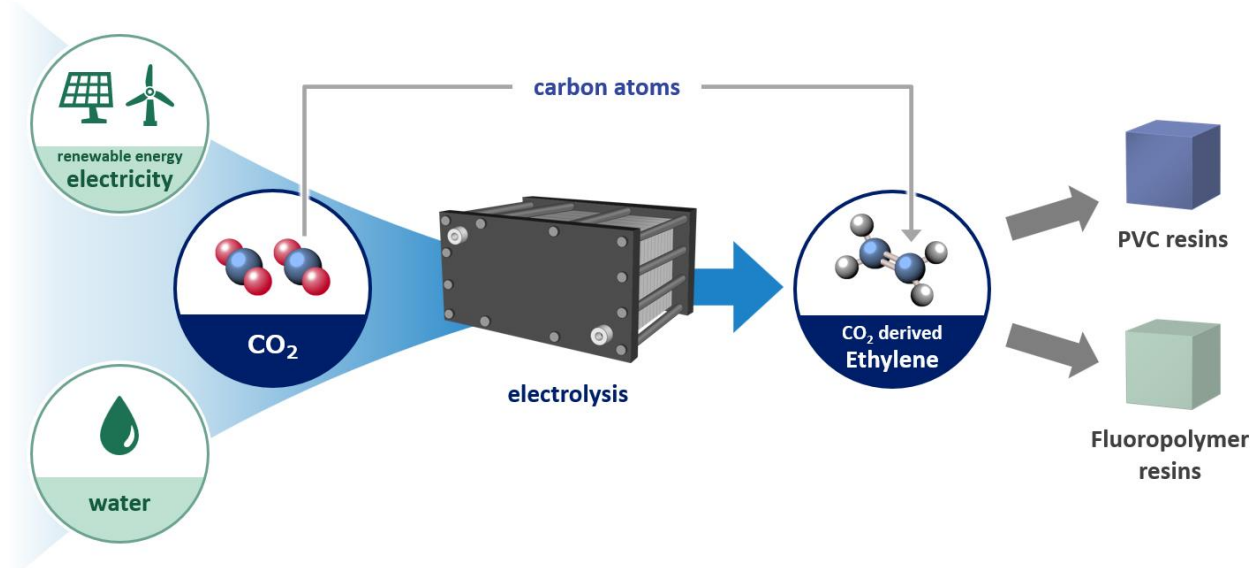 renewable energy
electricity
carbon atoms
CO₂
electrolysis
water
CO₂ derived
Ethylene
PVC resins
Fluoropolymer
resins